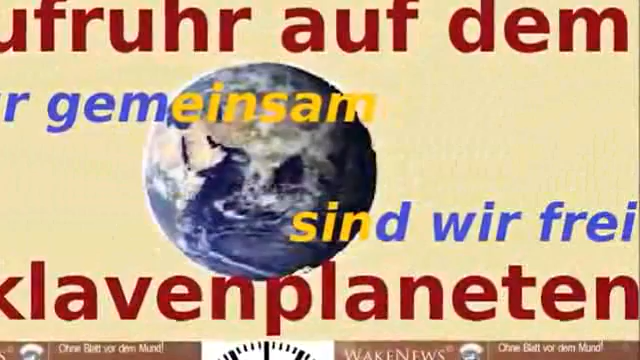 ufruhr auf dem
r gemeinsam
sind wir frei
klavenplaneten
S® Ohne Blatt vor dem Mund! WAKENEWS® Ohne Blatt vor dem Mund!